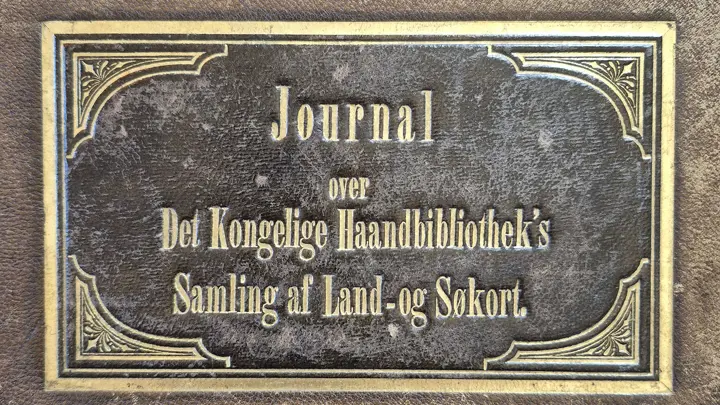 Journal
over
Det Kongelige Haandbibliothek's
Samling af Land-og Søkort.